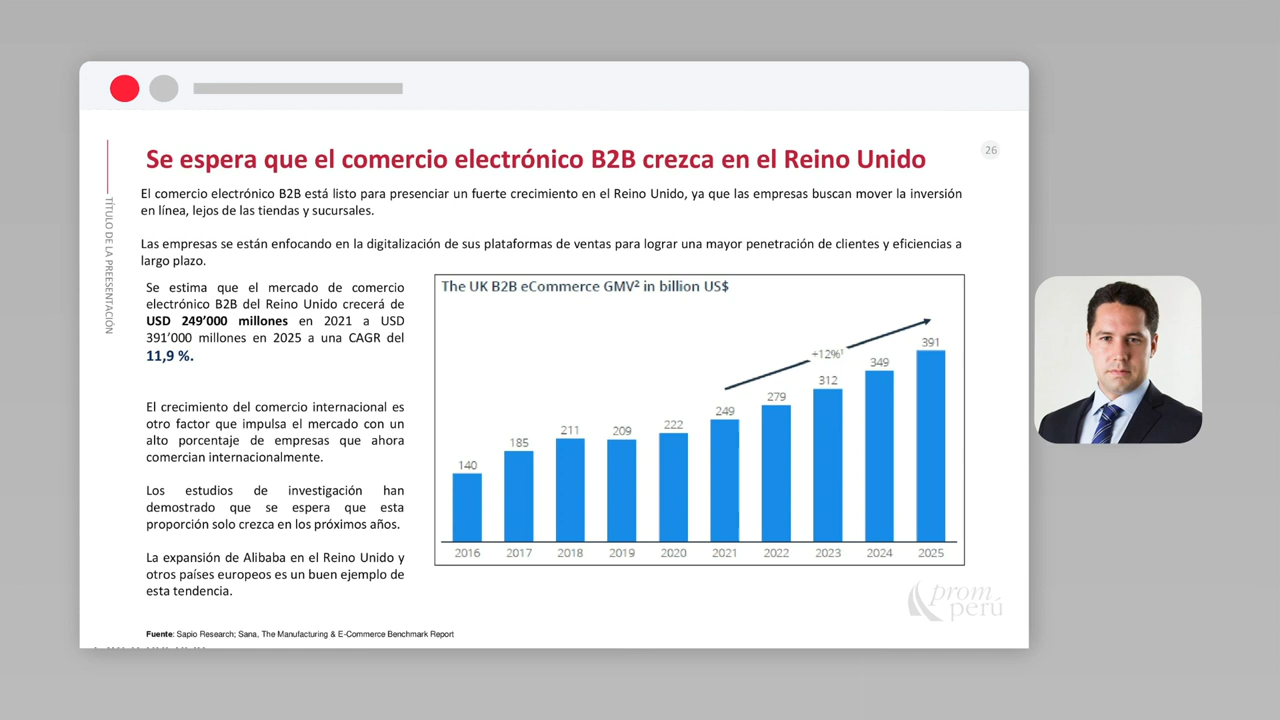 Se espera que el comercio electrónico B2B crezca en el Reino Unido
26
TÍTULO DE LA PREESENTACIÓN
El comercio electrónico B2B está listo para presenciar un fuerte crecimiento en el Reino Unido, ya que las empresas buscan mover la inversión
en línea, lejos de las tiendas y sucursales.
Las empresas se están enfocando en la digitalización de sus plataformas de ventas para lograr una mayor penetración de clientes y eficiencias a
largo plazo.
Se estima que el mercado de comercio
electrónico B2B del Reino Unido crecerá de
USD 249’000 millones en 2021 a USD
391’000 millones en 2025 a una CAGR del
11,9 %.
El crecimiento del comercio internacional es
otro factor que impulsa el mercado con un
alto porcentaje de empresas que ahora
comercian internacionalmente.
Los estudios de investigación han
demostrado que se espera que esta
proporción solo crezca en los próximos años.
La expansión de Alibaba en el Reino Unido y
otros países europeos es un buen ejemplo de
esta tendencia.
The UK B2B eCommerce GMV² in billion US$
+12%¹
140
185
211
209
222
249
279
312
349
391
2016 2017 2018 2019 2020 2021 2022 2023 2024 2025
prom
perú
Fuente: Sapio Research; Sana, The Manufacturing & E-Commerce Benchmark Report